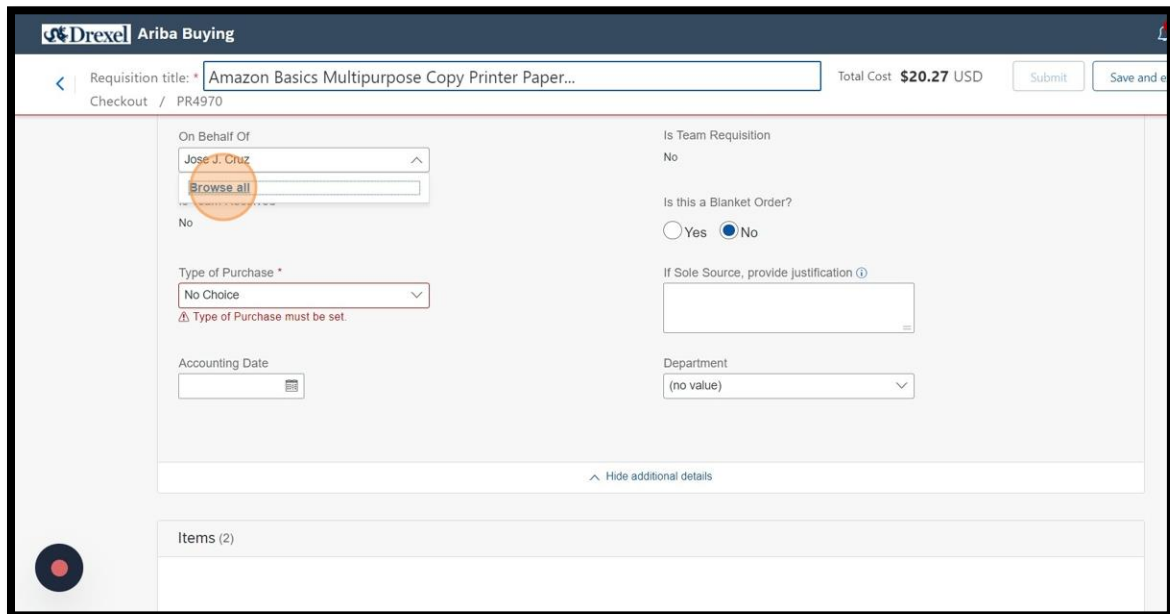 Drexel Ariba Buying
Requisition title: * Amazon Basics Multipurpose Copy Printer Paper... Total Cost $20.27 USD Submit Save and e
Checkout / PR4970
On Behalf Of
Jose J. Cruz
Browse all
No
Is Team Requisition
No
Is this a Blanket Order?
Yes No
Type of Purchase *
No Choice
Type of Purchase must be set.
If Sole Source, provide justification
Accounting Date
Department
(no value)
Hide additional details
Items (2)